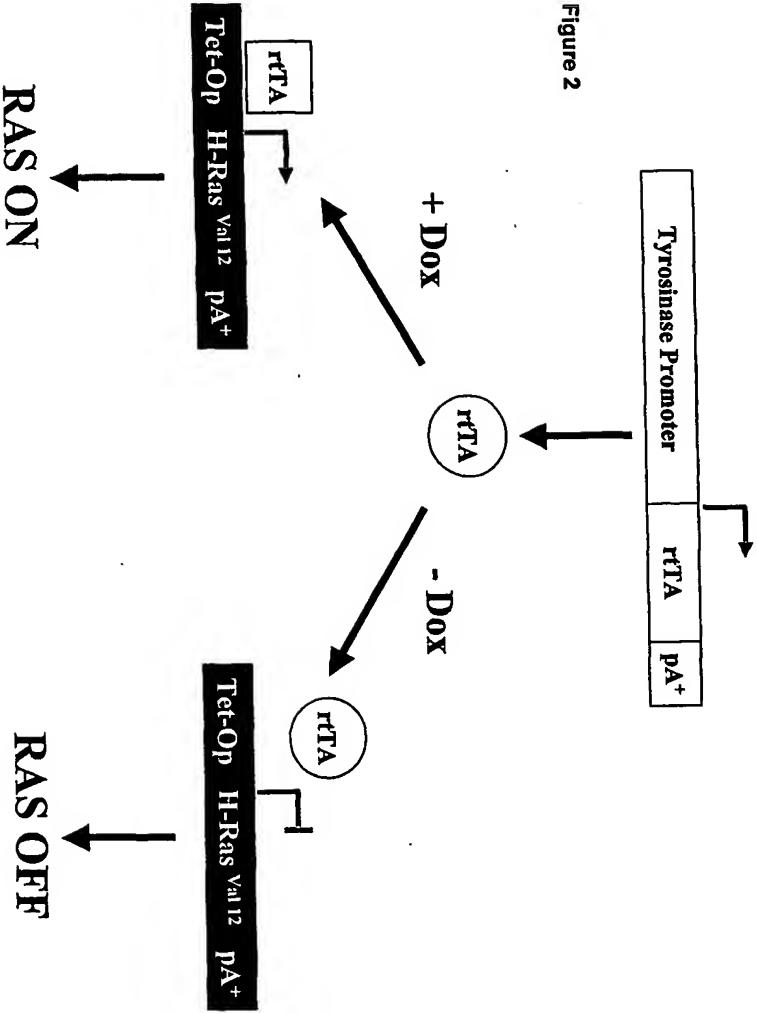 Figure 2
Tyrosinase Promoter rtTA pA+
rtTA
+ Dox
- Dox
rtTA
rtTA
Tet-Op H-Ras Val 12 pA+
Tet-Op H-Ras Val 12 pA+
RAS ON
RAS OFF